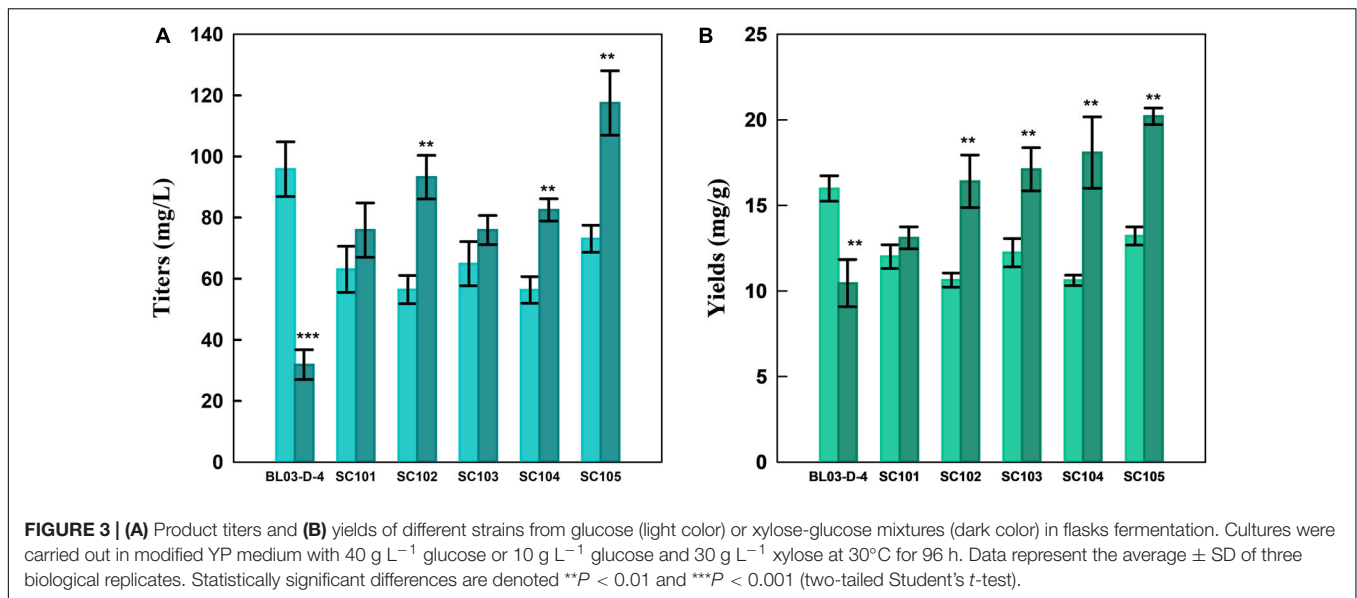 A
B
140
120
100
80
60
40
20
0
Titers (mg/L)
***
**
**
**
BL03-D-4 SC101 SC102 SC103 SC104 SC105
25
20
15
10
5
0
Yields (mg/g)
**
**
**
**
**
BL03-D-4 SC101 SC102 SC103 SC104 SC105
FIGURE 3 | (A) Product titers and (B) yields of different strains from glucose (light color) or xylose-glucose mixtures (dark color) in flasks fermentation. Cultures were
carried out in modified YP medium with 40 g L−1 glucose or 10 g L−1 glucose and 30 g L−1 xylose at 30°C for 96 h. Data represent the average ± SD of three
biological replicates. Statistically significant differences are denoted **P < 0.01 and ***P < 0.001 (two-tailed Student's t-test).